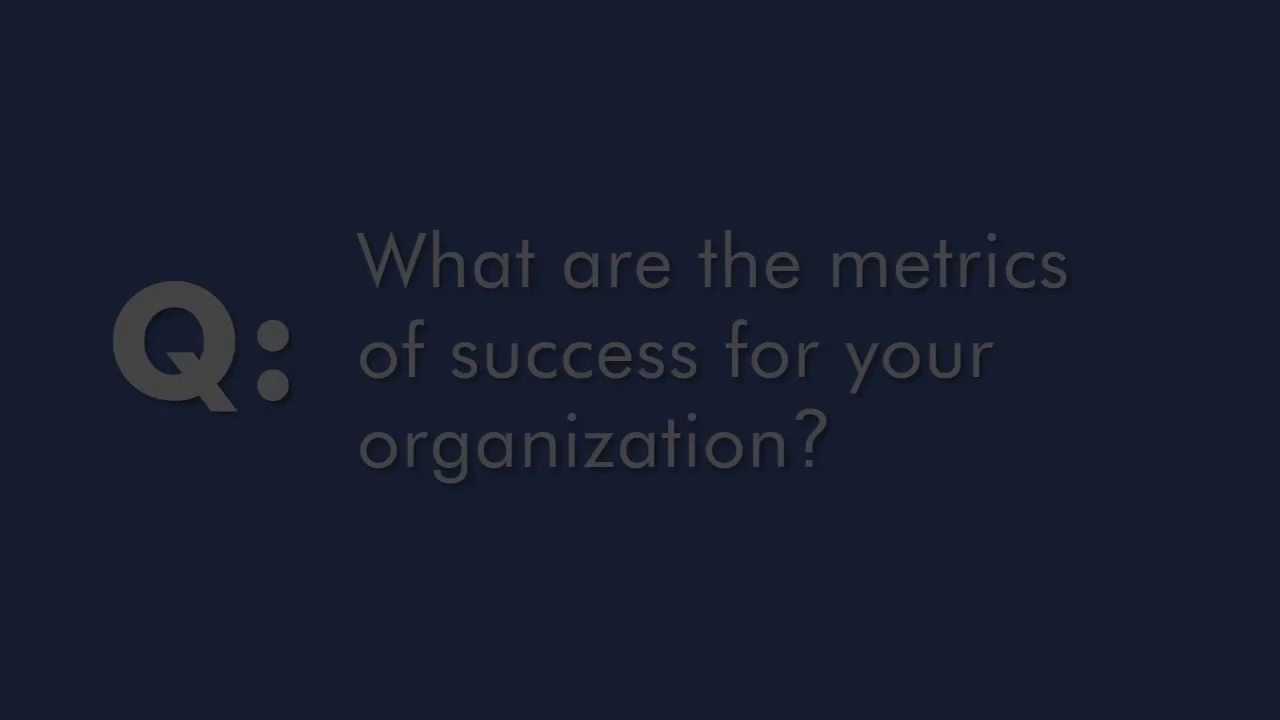 Q:
What are the metrics
of success for your
organization?